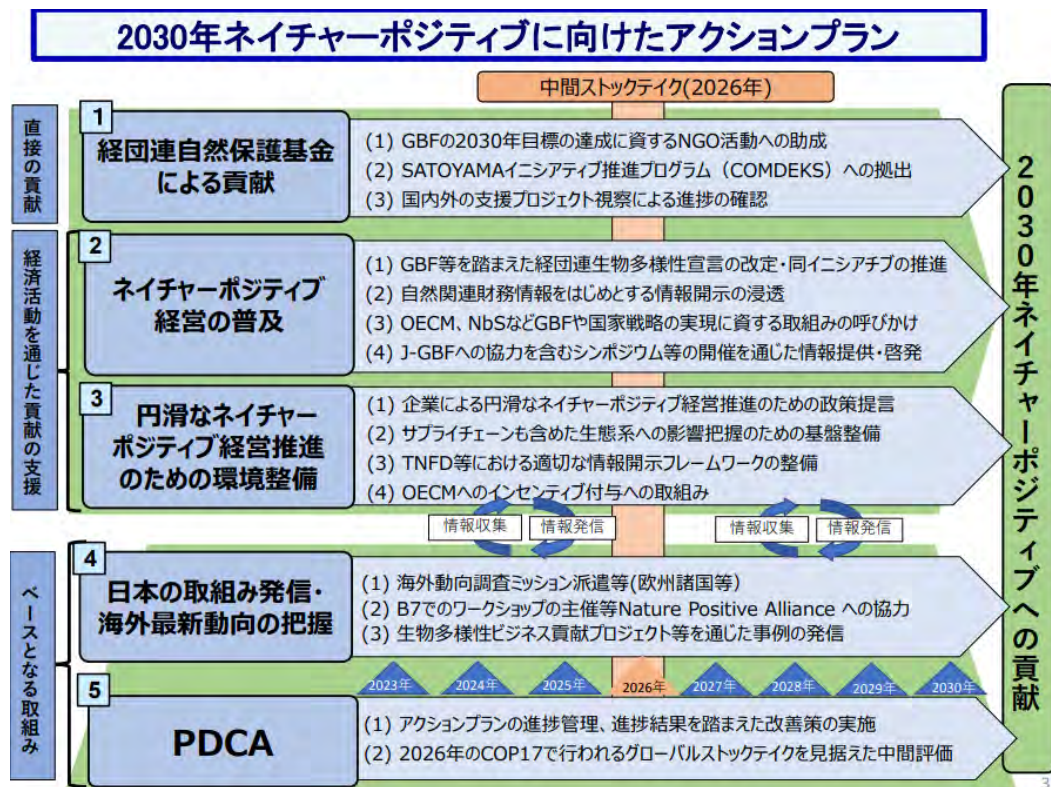 2030年ネイチャーポジティブに向けたアクションプラン
中間ストックテイク(2026年)
直接の貢献
1
経団連自然保護基金
による貢献
(1) GBFの2030年目標の達成に資するNGO活動への助成
(2) SATOYAMAイニシアティブ推進プログラム（COMDEKS）への拠出
(3) 国内外の支援プロジェクト視察による進捗の確認
経済活動を通じた貢献の支援
2
ネイチャーポジティブ
経営の普及
(1) GBF等を踏まえた経団連生物多様性宣言の改定・同イニシアチブの推進
(2) 自然関連財務情報をはじめとする情報開示の浸透
(3) OECM、NbSなどGBFや国家戦略の実現に資する取組みの呼びかけ
(4) J-GBFへの協力を含むシンポジウム等の開催を通じた情報提供・啓発
3
円滑なネイチャー
ポジティブ経営推進
のための環境整備
(1) 企業による円滑なネイチャーポジティブ経営推進のための政策提言
(2) サプライチェーンも含めた生態系への影響把握のための基盤整備
(3) TNFD等における適切な情報開示フレームワークの整備
(4) OECMへのインセンティブ付与への取組み
情報収集 情報発信 情報収集 情報発信
ベースとなる取組み
4
日本の取組み発信・
海外最新動向の把握
(1) 海外動向調査ミッション派遣等(欧州諸国等)
(2) B7でのワークショップの主催等Nature Positive Alliance への協力
(3) 生物多様性ビジネス貢献プロジェクト等を通じた事例の発信
2023年 2024年 2025年 2026年 2027年 2028年 2029年 2030年
5
PDCA
(1) アクションプランの進捗管理、進捗結果を踏まえた改善策の実施
(2) 2026年のCOP17で行われるグローバルストックテイクを見据えた中間評価
2030年ネイチャーポジティブへの貢献
3